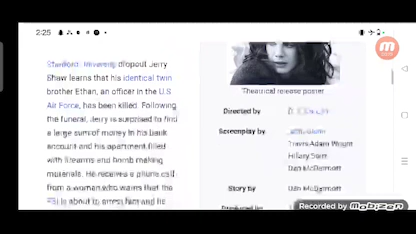 2:25
Stanford University dropout Jerry
Shaw learns that his identical twin
brother Ethan, an officer in the U.S.
Air Force, has been killed. Following
the funeral, Jerry is surprised to find
a large sum of money in his bank
account and his apartment filled
with firearms and bomb making
materials. He receives a phone call
from a woman who warns that the
is about to arrest him and he
Theatrical release poster
Directed by
Screenplay by
Travis Adam Wright
Hillary Seitz
Dan McDermott
Story by
Dan McDermott
Produced by
Recorded by mobizen